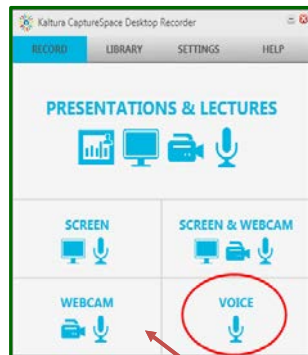 Kaltura CaptureSpace Desktop Recorder
RECORD LIBRARY SETTINGS HELP
PRESENTATIONS & LECTURES
SCREEN SCREEN & WEBCAM
WEBCAM VOICE